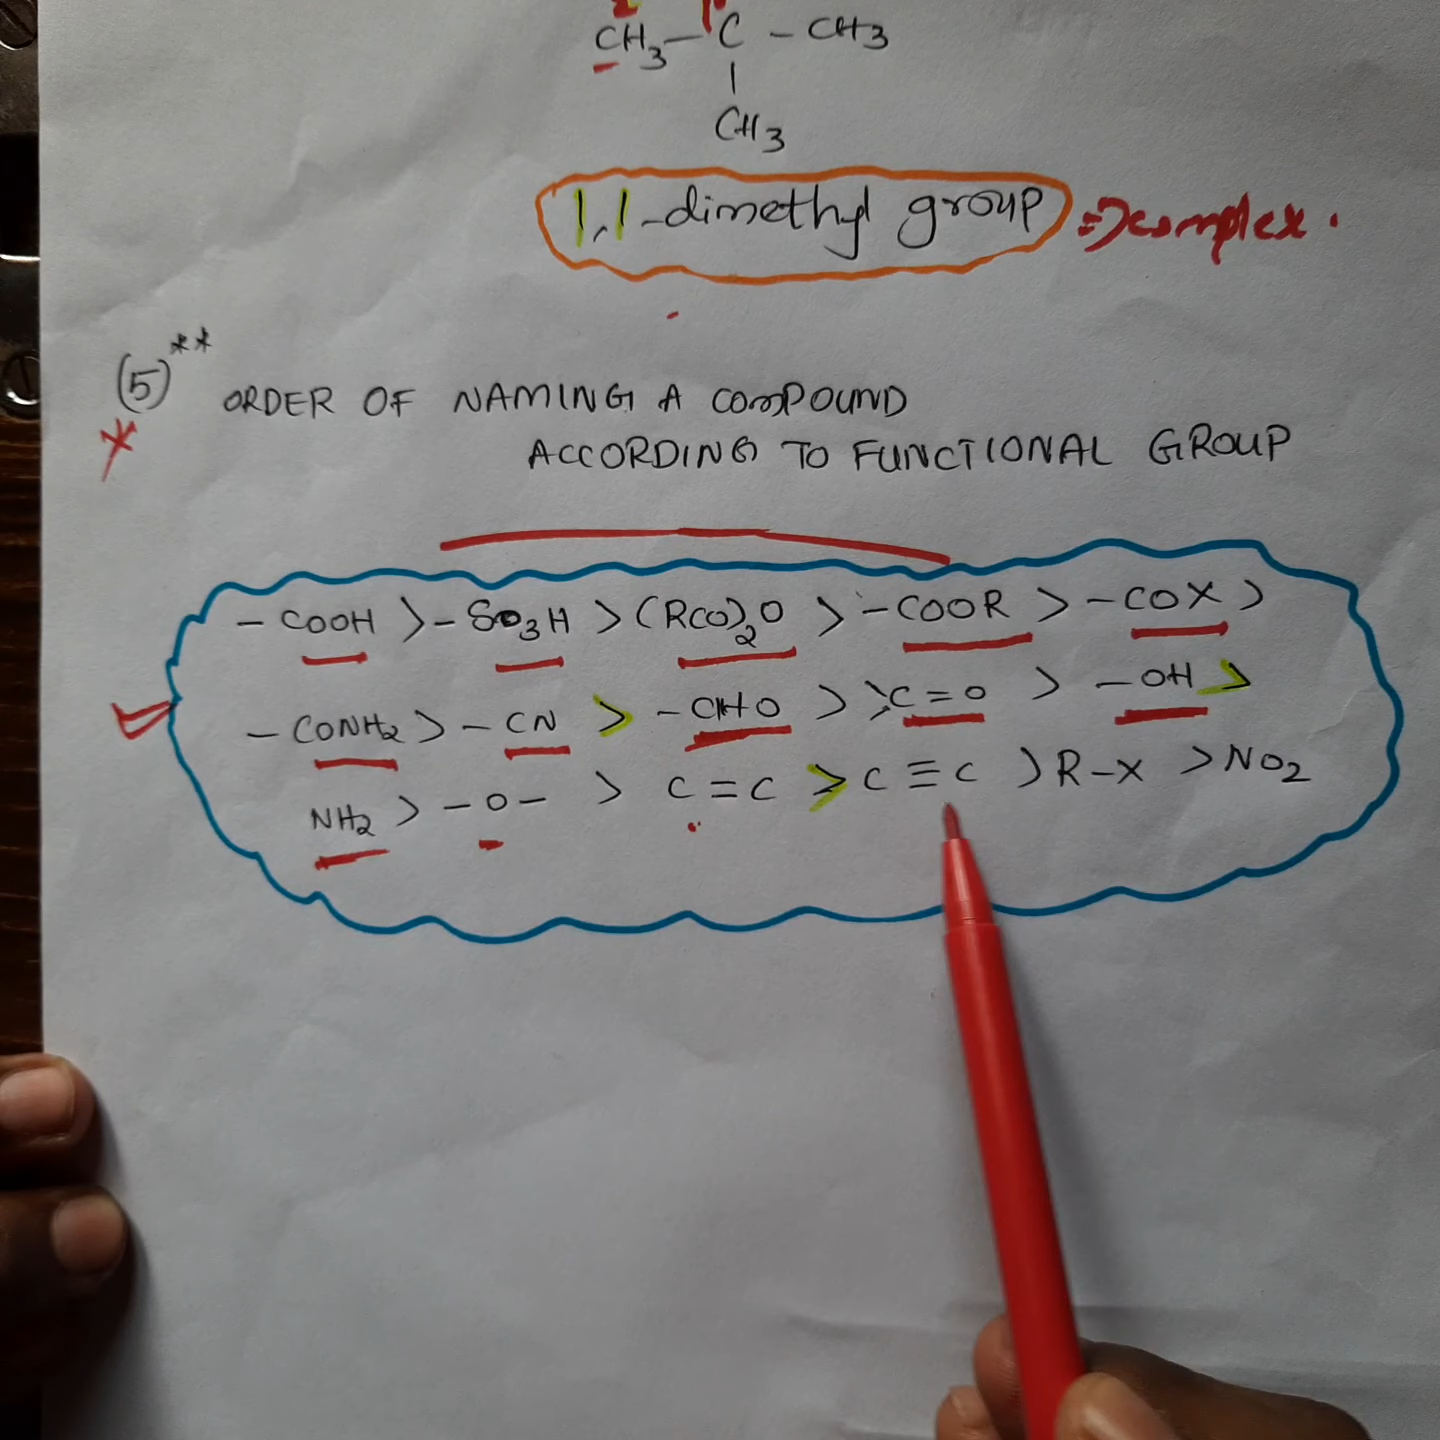 CH3 – C – CH3
|
CH3
1,1-dimethyl group ⇒ complex.
(5)**
ORDER OF NAMING A COMPOUND
ACCORDING TO FUNCTIONAL GROUP
– COOH > – SO3H > (RCO)2O > – COOR > – COX >
– CONH2 > – CN > – CHO > >C=O > – OH >
NH2 > – O – > C = C > C ≡ C > R–X > NO2